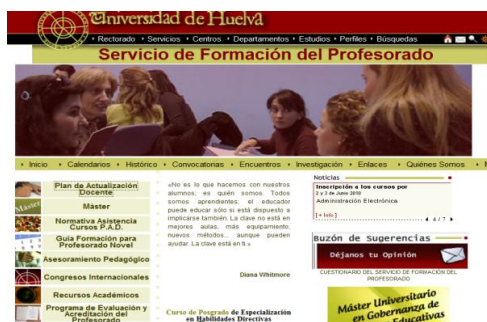 Universidad de Huelva
• Rectorado • Servicios • Centros • Departamentos • Estudios • Perfiles • Búsquedas
Servicio de Formación del Profesorado
• Inicio • Calendarios • Histórico • Convocatorias • Encuentros • Investigación • Enlaces • Quiénes Somos
Plan de Actualización
Docente
Máster
Máster
Normativa Asistencia
Cursos P.A.D.
Guía Formación para
Profesorado Novel
Asesoramiento Pedagógico
Congresos Internacionales
Recursos Académicos
Programa de Evaluación y
Acreditación del
Profesorado
«No es lo que hacemos con nuestros
alumnos; es quién somos. Todos
somos aprendientes; el educador
puede educar sólo si está dispuesto a
implicarse también. La clave no está en
mejores aulas, más equipamiento,
nuevos métodos... aunque pueden
ayudar. La clave está en ti.»
Diana Whitmore
Curso de Posgrado de Especialización
en Habilidades Directivas
Noticias
Inscripción a los cursos por
2 y 3 de Junio 2010
Administración Electrónica
[+ Info]
4 / 7
Buzón de Sugerencias
Déjanos tu Opinión
CUESTIONARIO DEL SERVICIO DE FORMACIÓN DEL
PROFESORADO
Máster Universitario
en Gobernanza de
Educativas